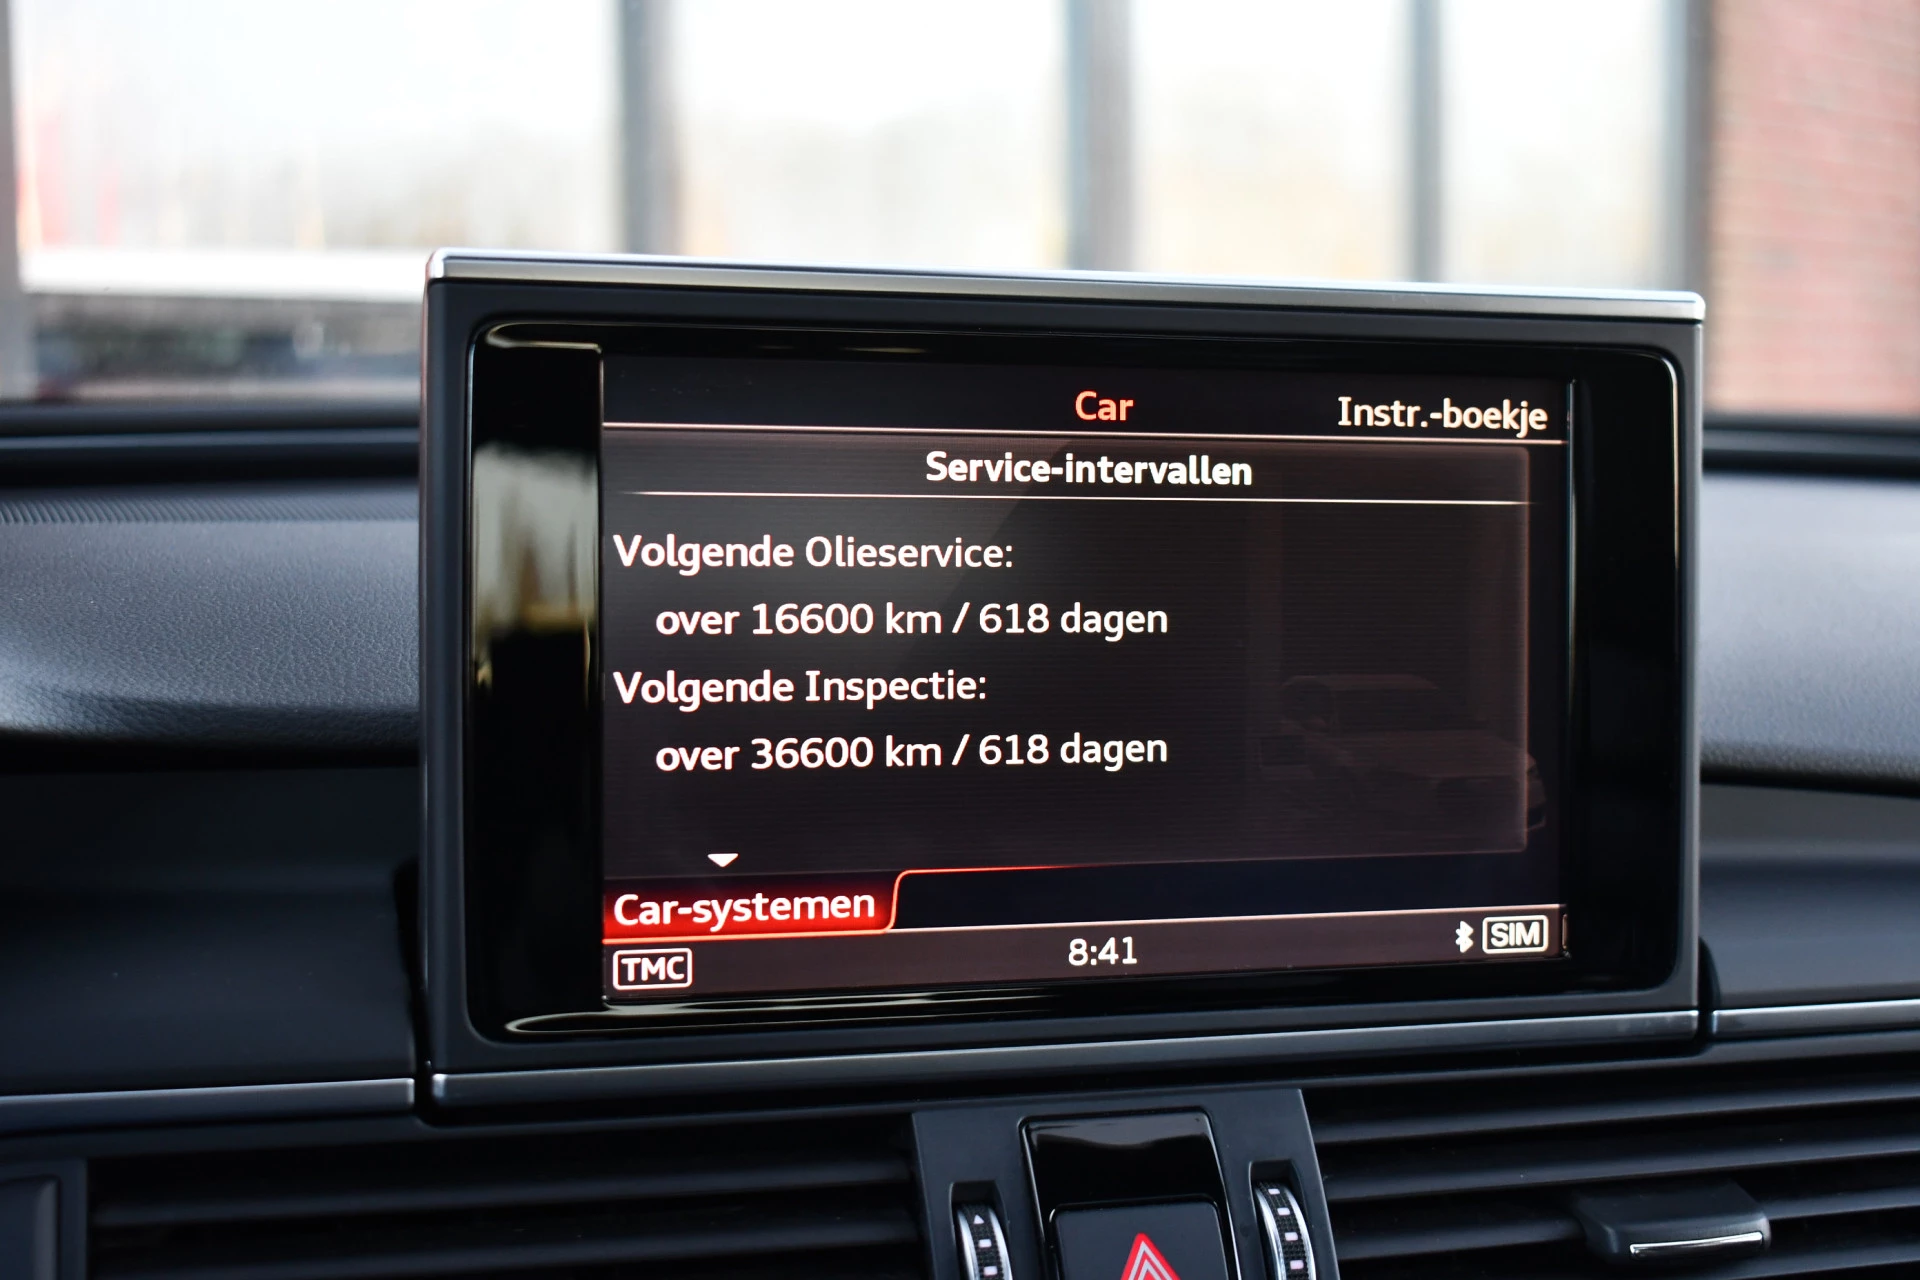 Car
Instr.-boekje
Service-intervallen
Volgende Olieservice:
over 16600 km / 618 dagen
Volgende Inspectie:
over 36600 km / 618 dagen
Car-systemen
TMC
8:41
SIM